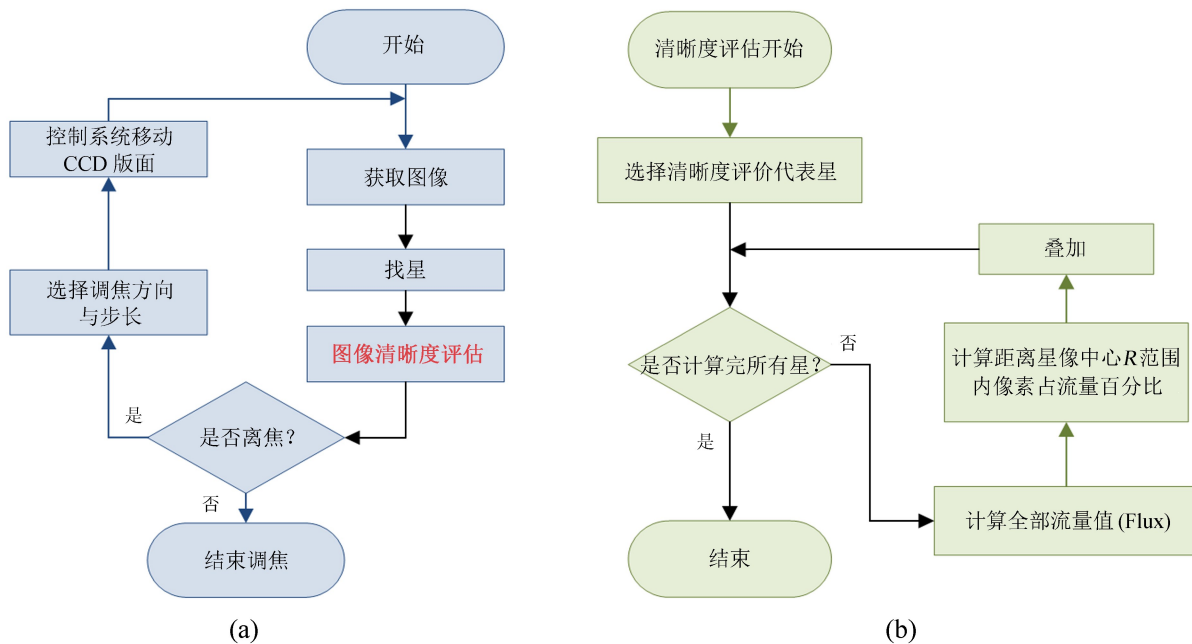 开始
控制系统移动
CCD 版面
获取图像
找星
选择调焦方向
与步长
图像清晰度评估
是
是否离焦?
否
结束调焦
(a)
清晰度评估开始
选择清晰度评价代表星
叠加
是否计算完所有星?
否
计算距离星像中心R范围
内像素占流量百分比
是
计算全部流量值 (Flux)
结束
(b)